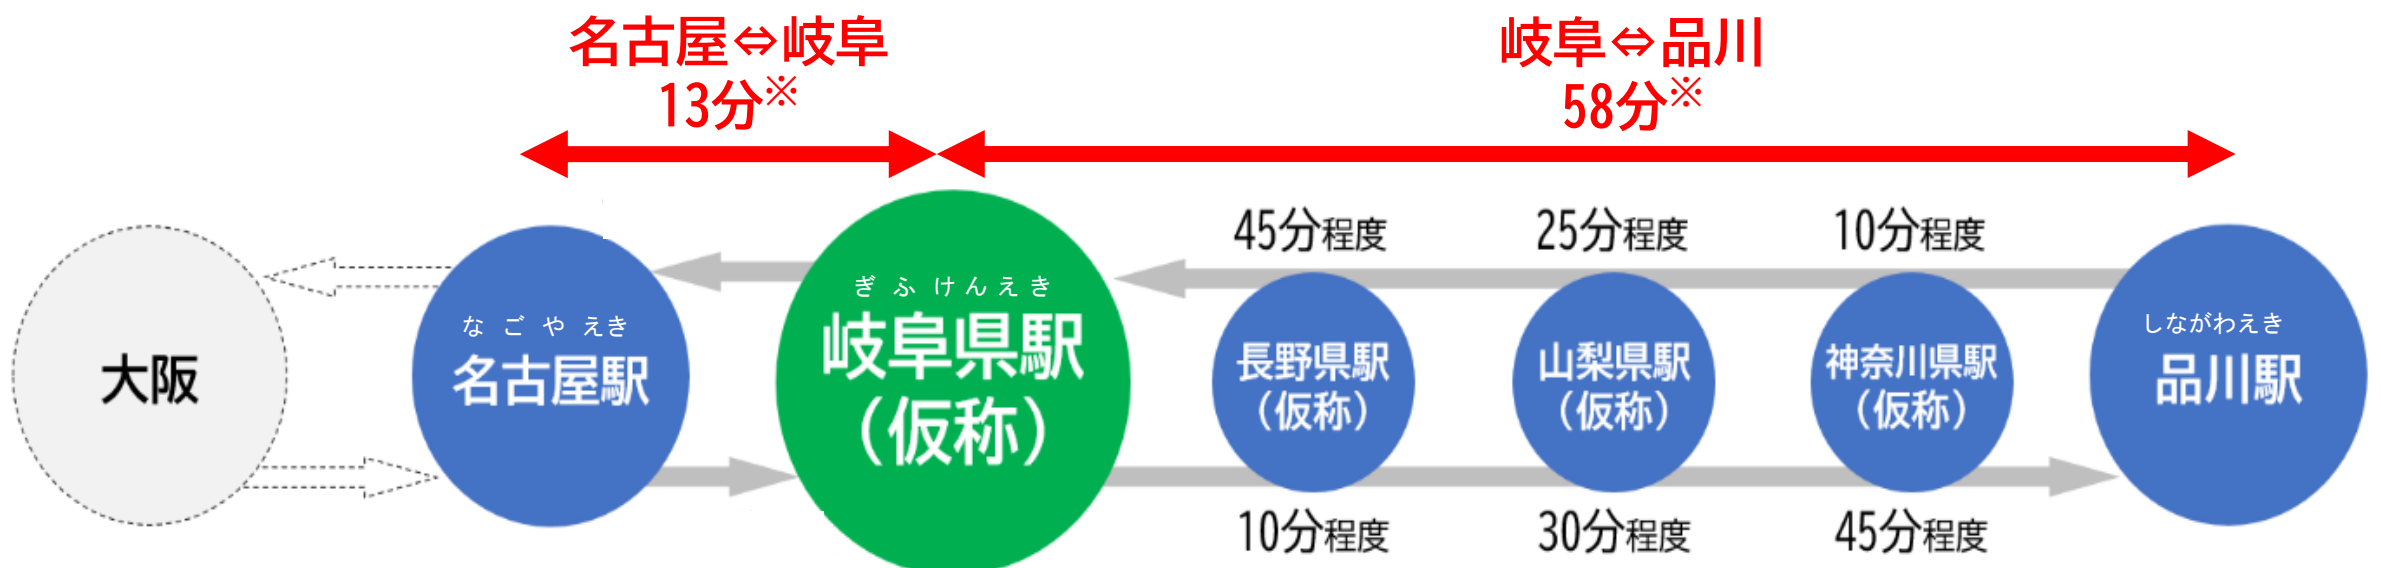 名古屋⇔岐阜
13分※
岐阜⇔品川
58分※
45分程度
25分程度
10分程度
大阪
なごやえき
名古屋駅
ぎふけんえき
岐阜県駅
（仮称）
長野県駅
（仮称）
山梨県駅
（仮称）
神奈川県駅
（仮称）
しながわえき
品川駅
10分程度
30分程度
45分程度